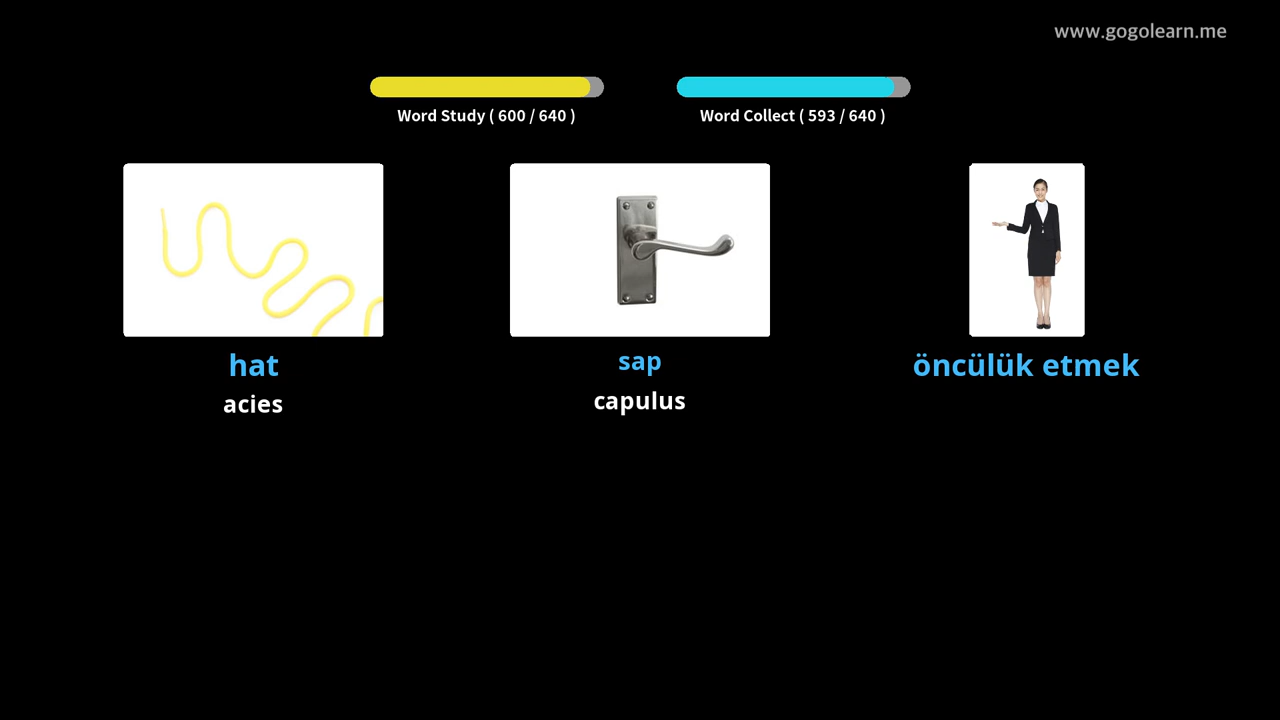 www.gogolearn.me
Word Study ( 600 / 640 )
Word Collect ( 593 / 640 )
hat
acies
sap
capulus
öncülük etmek